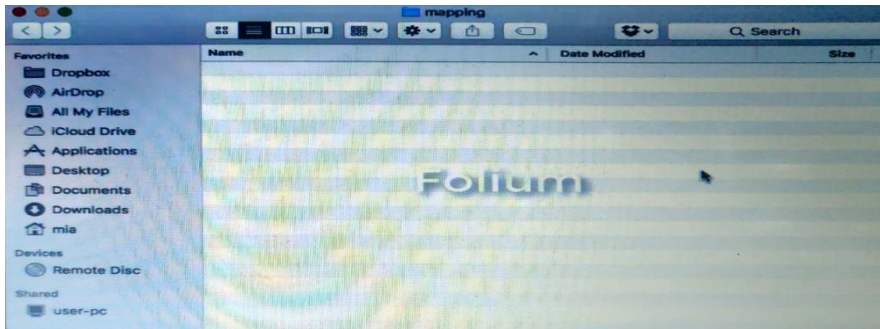 mapping
Search
Favorites
Name
Date Modified
Size
Dropbox
AirDrop
All My Files
iCloud Drive
Applications
Desktop
Documents
Downloads
mia
Devices
Remote Disc
Shared
user-pc
Folium